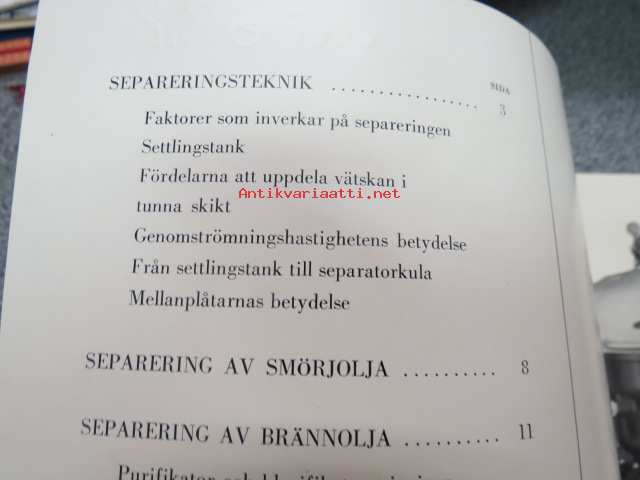 SIDA
SEPARERINGSTEKNIK .................. 3
Faktorer som inverkar på separeringen
Settlingstank
Fördelarna att uppdela vätskan i
Antikvariaatti.net
tunna skikt
Genomströmningshastighetens betydelse
Från settlingstank till separatorkula
Mellanplåtarnas betydelse
SEPARERING AV SMÖRJOLJA .......... 8
SEPARERING AV BRÄNNOLJA .......... 11